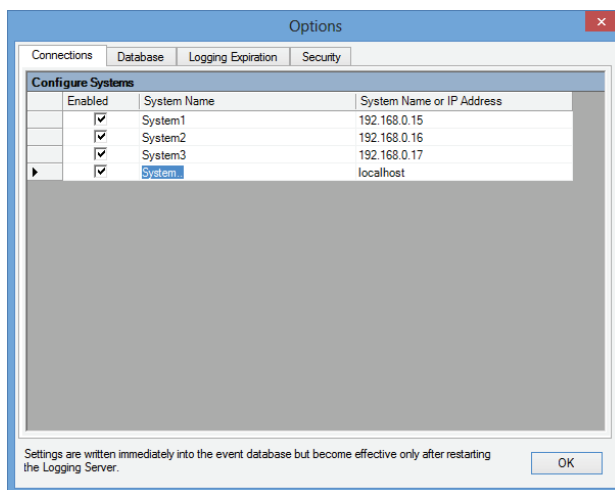 Options
Connections Database Logging Expiration Security
Configure Systems
Enabled System Name System Name or IP Address
System1 192.168.0.15
System2 192.168.0.16
System3 192.168.0.17
System.. localhost
Settings are written immediately into the event database but become effective only after restarting
the Logging Server.
OK